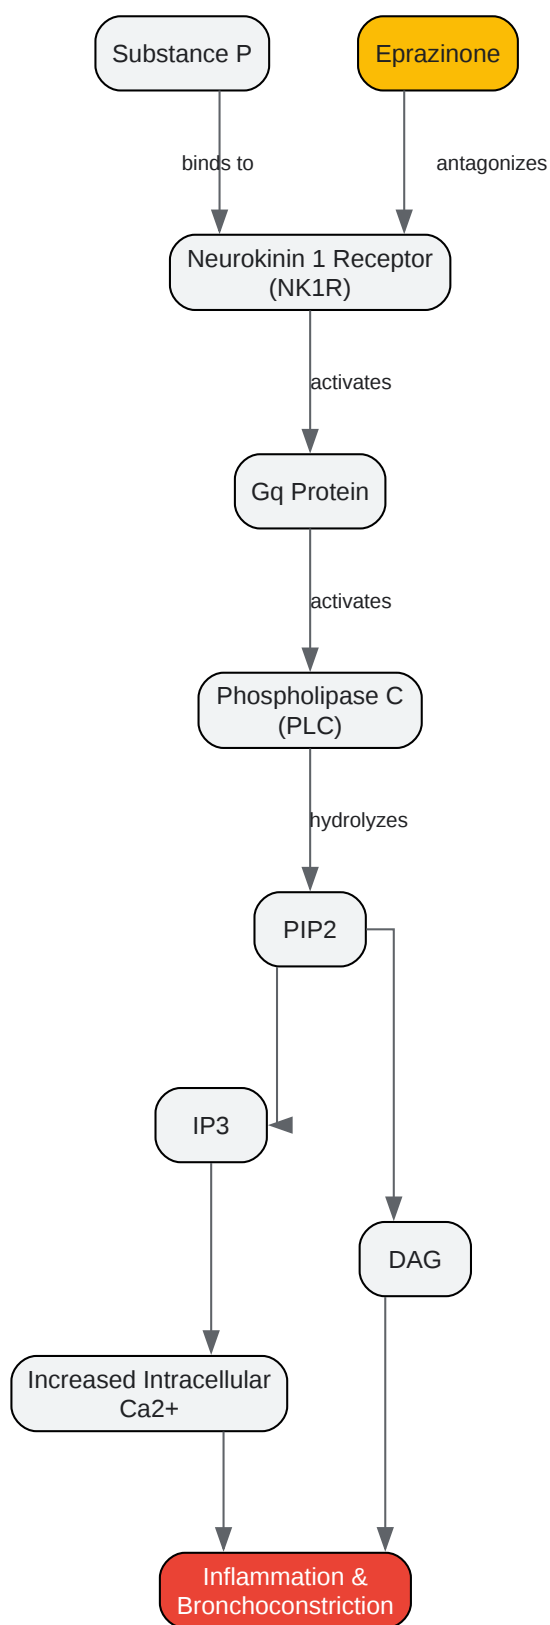 Substance P
Eprazinone
binds to
antagonizes
Neurokinin 1 Receptor
(NK1R)
activates
Gq Protein
activates
Phospholipase C
(PLC)
hydrolyzes
PIP2
IP3
DAG
Increased Intracellular
Ca2+
Inflammation &
Bronchoconstriction